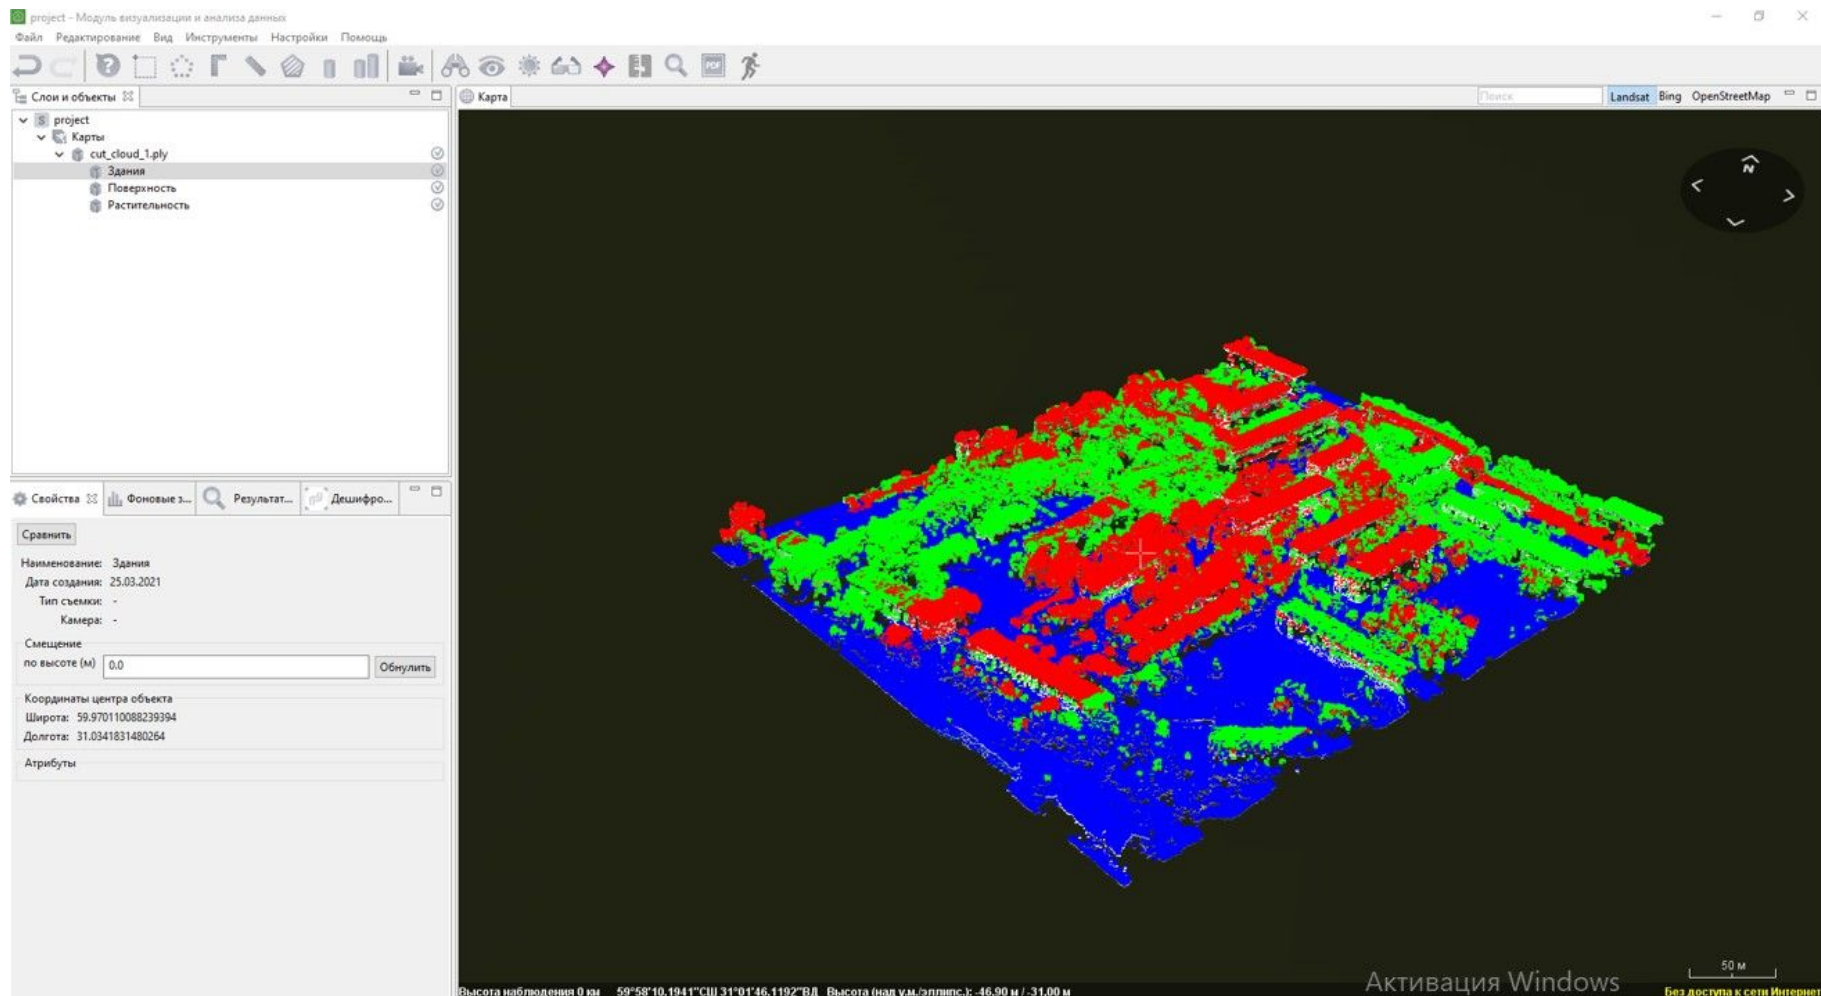 project - Модуль визуализации и анализа данных
Файл Редактирование Вид Инструменты Настройки Помощь
PDF
Слои и объекты
Карта
Поиск
Landsat Bing OpenStreetMap
S project
Карты
cut_cloud_1.ply
Здания
Поверхность
Растительность
N
Свойства Фоновые з... Результат... Дешифро...
Сравнить
Наименование: Здания
Дата создания: 25.03.2021
Тип съемки: -
Камера: -
Смещение
по высоте (м) 0.0 Обнулить
Координаты центра объекта
Широта: 59.970110088239394
Долгота: 31.0341831480264
Атрибуты
50 м
Активация Windows
Высота наблюдения 0 км 59°58'10.1941"СШ 31°01'46.1192"ВД Высота (над у.м./эллипс.): -46.90 м / -31.00 м
Без доступа к сети Интернет